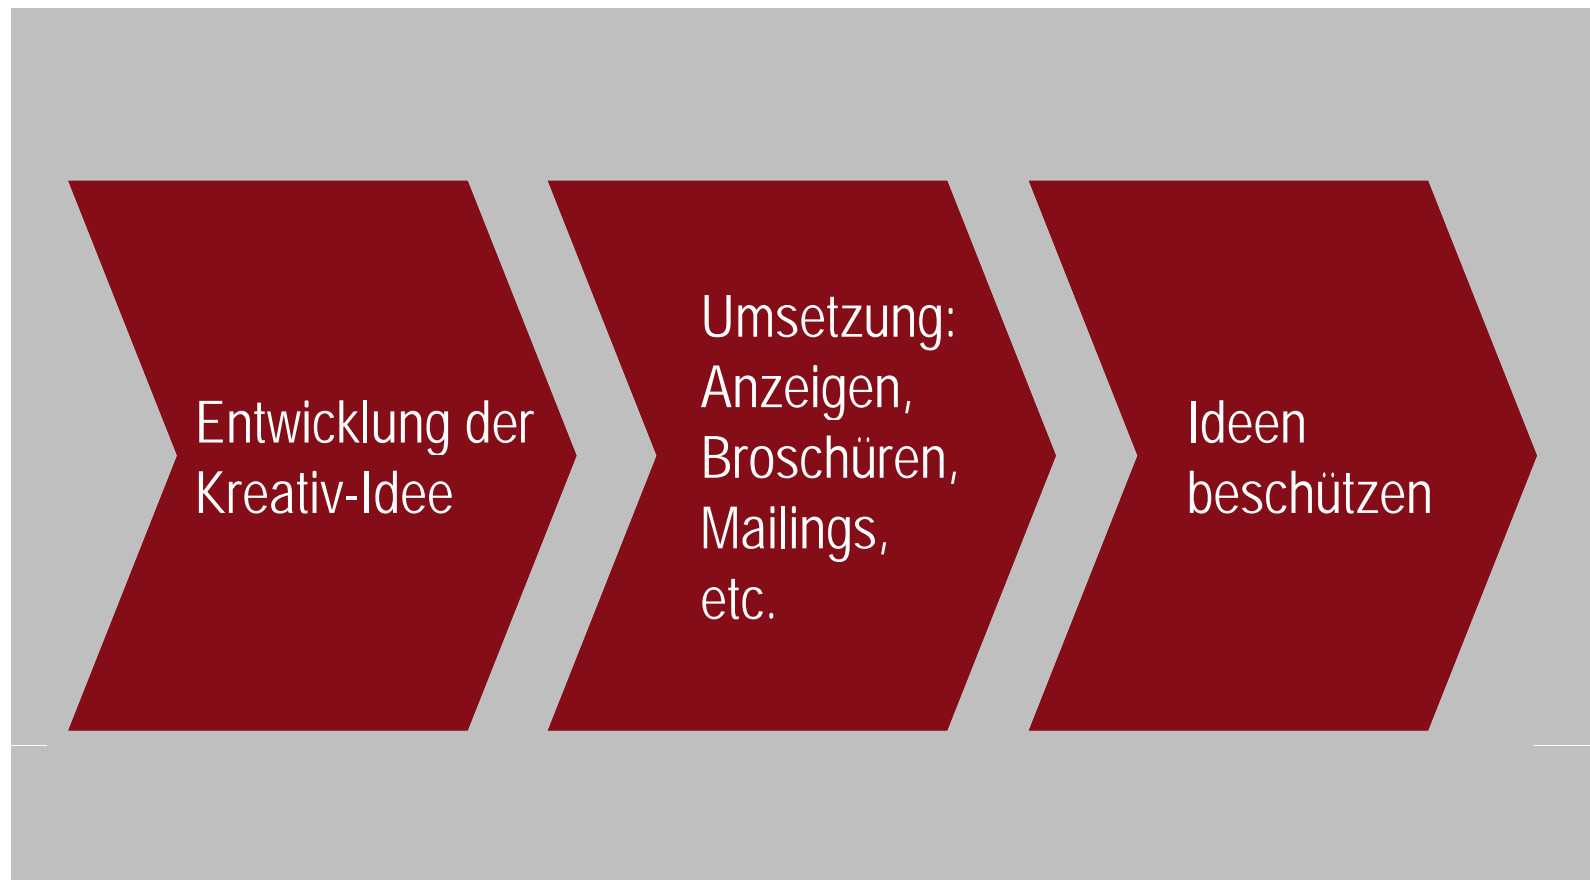 Entwicklung der
Kreativ-Idee
Umsetzung:
Anzeigen,
Broschüren,
Mailings,
etc.
Ideen
beschützen